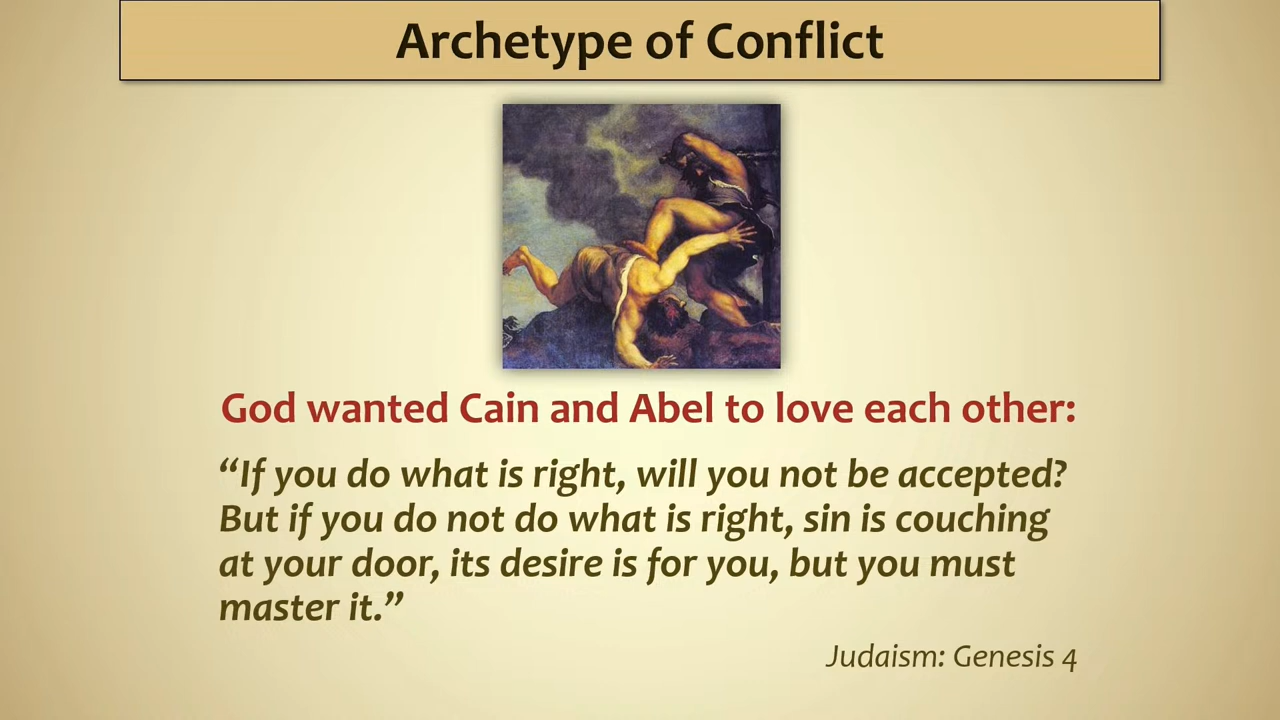 Archetype of Conflict
God wanted Cain and Abel to love each other:
“If you do what is right, will you not be accepted?
But if you do not do what is right, sin is couching
at your door, its desire is for you, but you must
master it.”
Judaism: Genesis 4